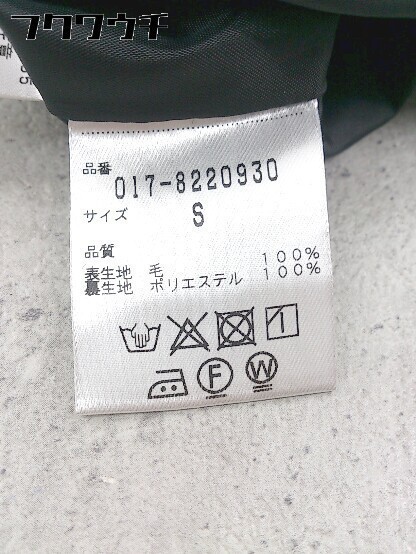 フクワウチ
品番
017-8220930
サイズ S
品質
表生地 毛 100%
裏生地 ポリエステル 100%
F W